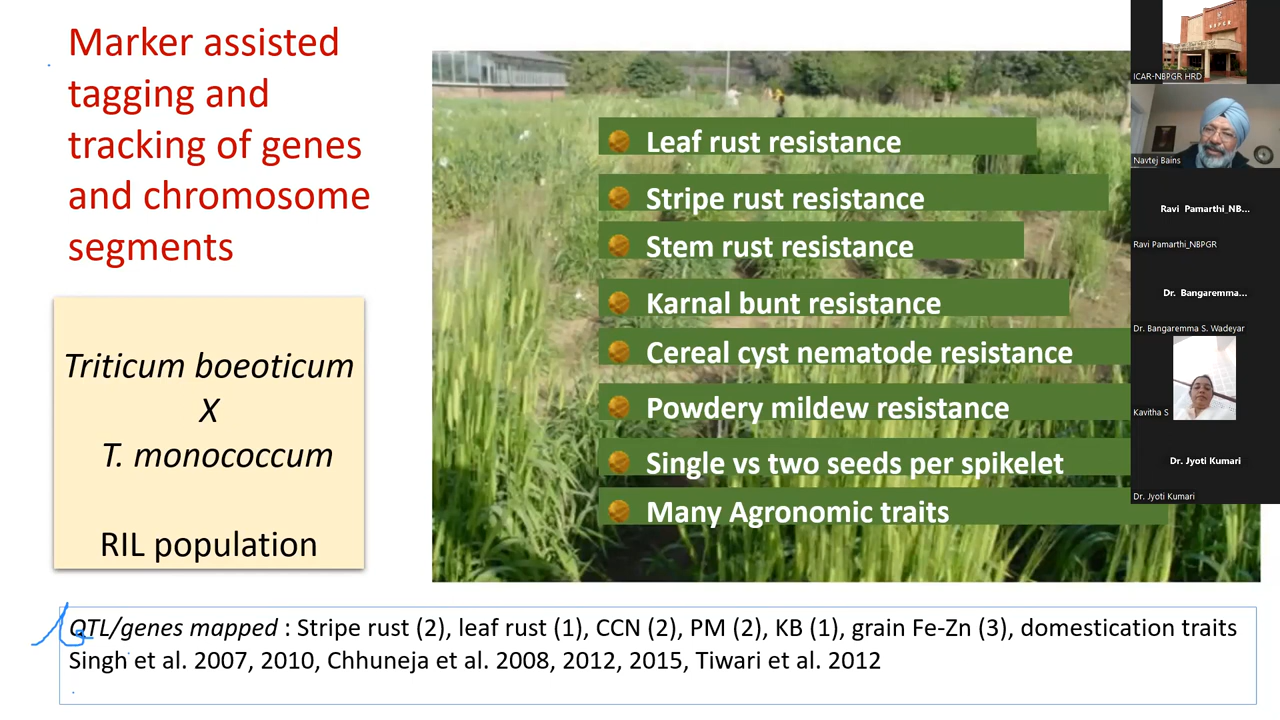 Marker assisted
tagging and
tracking of genes
and chromosome
segments
Triticum boeoticum
X
T. monococcum
RIL population
Leaf rust resistance
Stripe rust resistance
Stem rust resistance
Karnal bunt resistance
Cereal cyst nematode resistance
Powdery mildew resistance
Single vs two seeds per spikelet
Many Agronomic traits
QTL/genes mapped : Stripe rust (2), leaf rust (1), CCN (2), PM (2), KB (1), grain Fe-Zn (3), domestication traits
Singh et al. 2007, 2010, Chhuneja et al. 2008, 2012, 2015, Tiwari et al. 2012
ICAR-NBPGR HRD
Navtej Bains
Ravi Pamarthi_NB...
Ravi Pamarthi_NBPGR
Dr. Bangaremma...
Dr. Bangaremma S. Wadeyar
Kavitha S
Dr. Jyoti Kumari
Dr. Jyoti Kumari